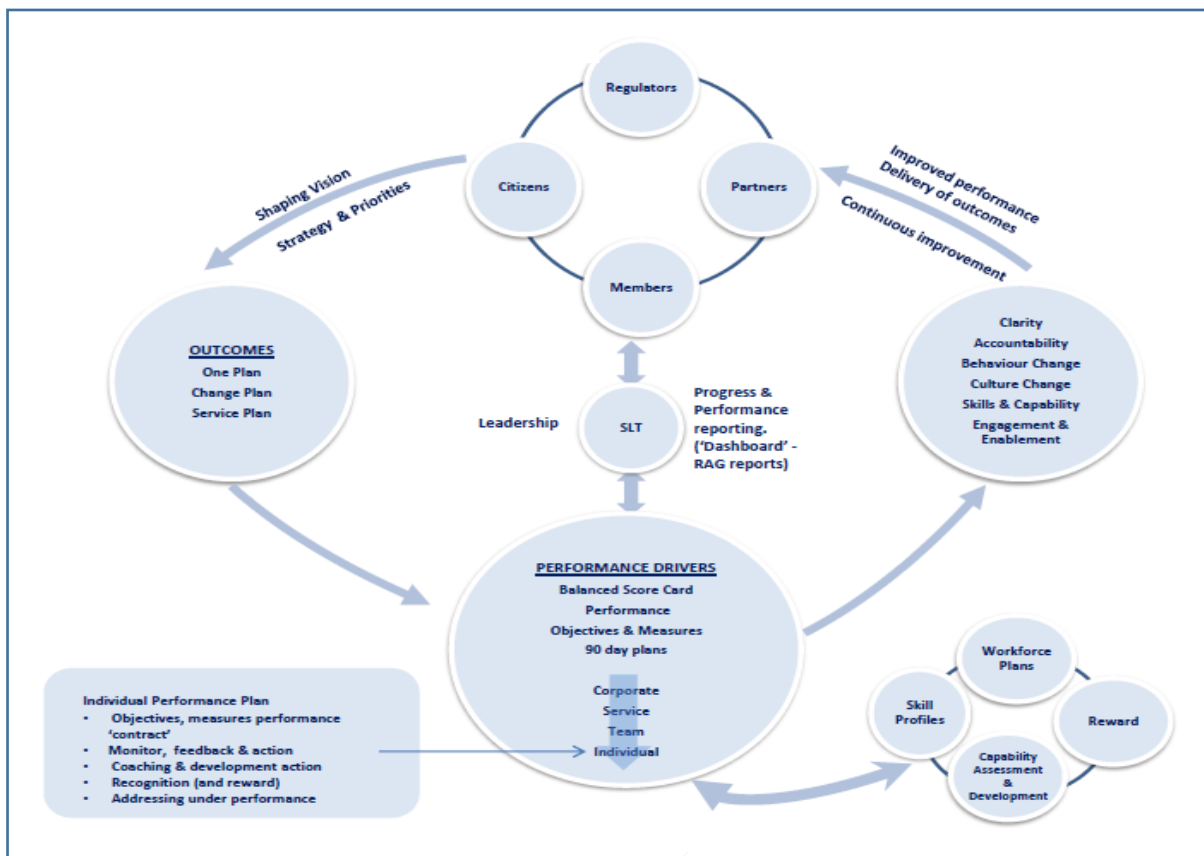 Regulators
Citizens
Partners
Members
Shaping Vision
Strategy & Priorities
Improved performance
Delivery of outcomes
Continuous improvement
OUTCOMES
One Plan
Change Plan
Service Plan
Leadership
SLT
Progress &
Performance
reporting.
(‘Dashboard’ -
RAG reports)
Clarity
Accountability
Behaviour Change
Culture Change
Skills & Capability
Engagement &
Enablement
PERFORMANCE DRIVERS
Balanced Score Card
Performance
Objectives & Measures
90 day plans
Corporate
Service
Team
Individual
Individual Performance Plan
• Objectives, measures performance
‘contract’
• Monitor, feedback & action
• Coaching & development action
• Recognition (and reward)
• Addressing under performance
Workforce
Plans
Skill
Profiles
Reward
Capability
Assessment
&
Development